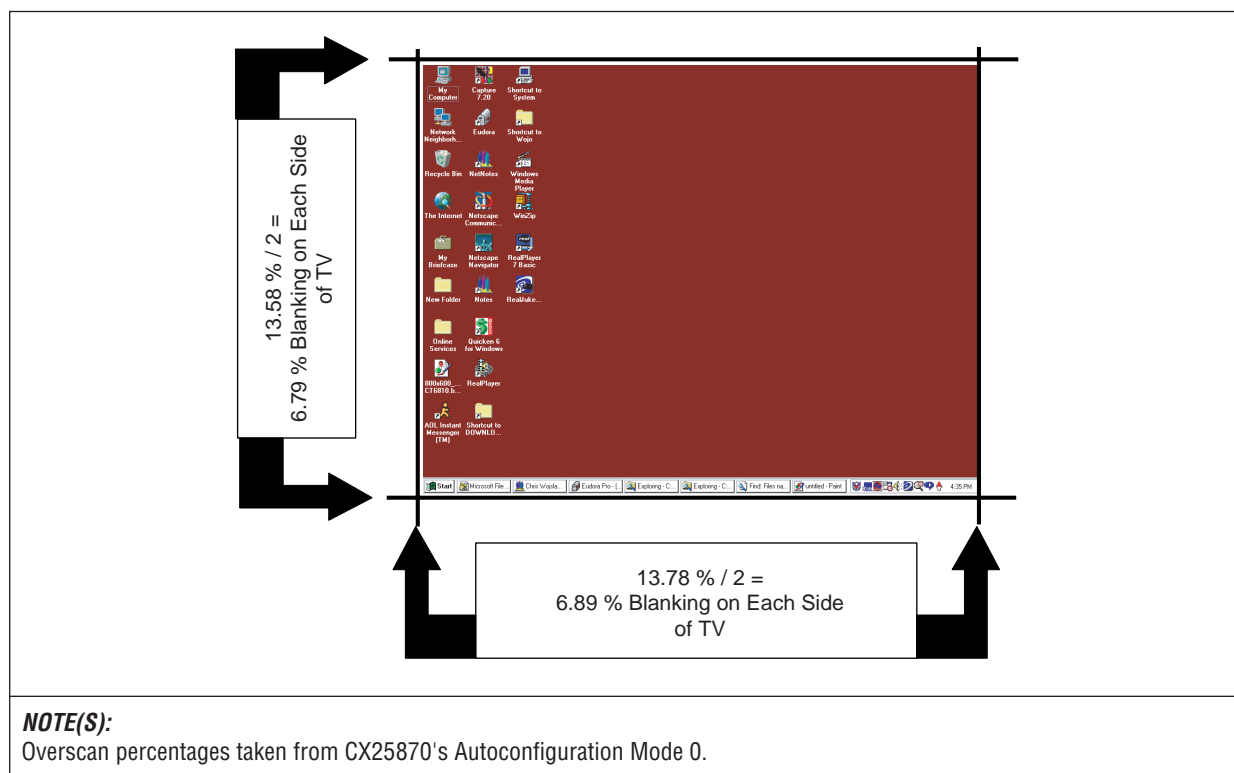 My Computer
Capture 7.20
Shortcut to System
Network Neighborh...
Eudora
Shortcut to Wojo
Recycle Bin
NetNotes
Windows Media Player
The Internet
Netscape Communic...
WinZip
My Briefcase
Netscape Navigator
RealPlayer 7 Basic
New Folder
Notes
RealJuke...
Online Services
Quicken 6 for Windows
800x600_... CT6810.b...
RealPlayer
AOL Instant Messenger (TM)
Shortcut to DOWNLO...
Start
Microsoft File ...
Chris Wojsla...
Eudora Pro - [...
Exploring - C:...
Exploring - C:...
Find: Files na...
untitled - Paint
4:35 PM
13.58 % / 2 =
6.79 % Blanking on Each Side
of TV
13.78 % / 2 =
6.89 % Blanking on Each Side
of TV
NOTE(S):
Overscan percentages taken from CX25870's Autoconfiguration Mode 0.